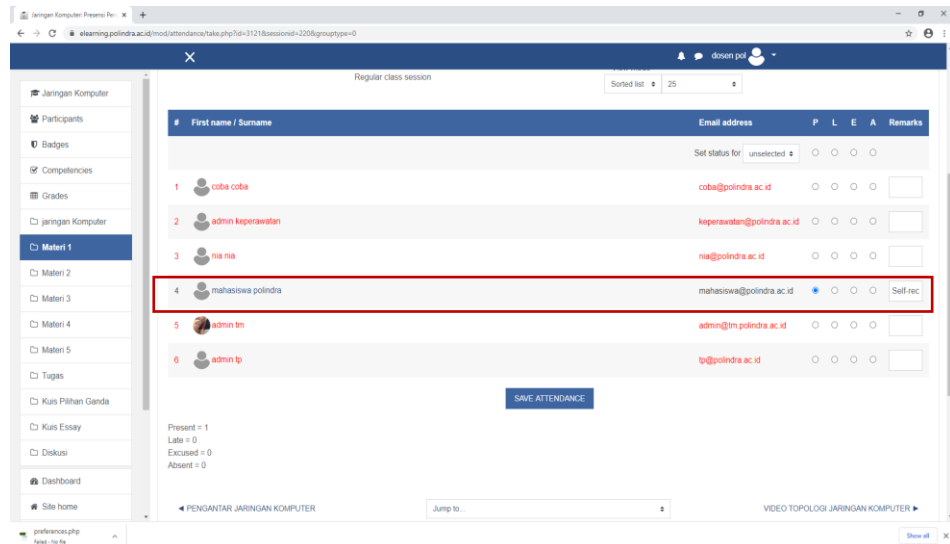 Jaringan Komputer: Presensi Per
elearning.polindra.ac.id/mod/attendance/take.php?id=3121&sessionid=220&grouptype=0
dosen pol
Regular class session
Sorted list 25
Jaringan Komputer
Participants
Badges
Competencies
Grades
jaringan Komputer
Materi 1
Materi 2
Materi 3
Materi 4
Materi 5
Tugas
Kuis Pilihan Ganda
Kuis Essay
Diskusi
Dashboard
Site home
# First name / Surname Email address P L E A Remarks
Set status for unselected
1 coba coba coba@polindra.ac.id
2 admin keperawatan keperawatan@polindra.ac.id
3 nia nia nia@polindra.ac.id
4 mahasiswa polindra mahasiswa@polindra.ac.id Self-rec
5 admin tm admin@tm.polindra.ac.id
6 admin tp tp@polindra.ac.id
SAVE ATTENDANCE
Present = 1
Late = 0
Excused = 0
Absent = 0
◄ PENGANTAR JARINGAN KOMPUTER Jump to... VIDEO TOPOLOGI JARINGAN KOMPUTER ►
preferences.php
Failed - No file
Show all